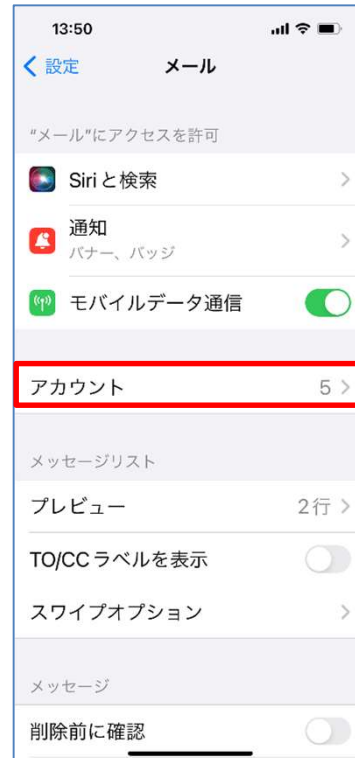 13:50
設定 メール
"メール"にアクセスを許可
Siriと検索
通知
バナー、バッジ
モバイルデータ通信
アカウント 5
メッセージリスト
プレビュー 2行
TO/CCラベルを表示
スワイプオプション
メッセージ
削除前に確認